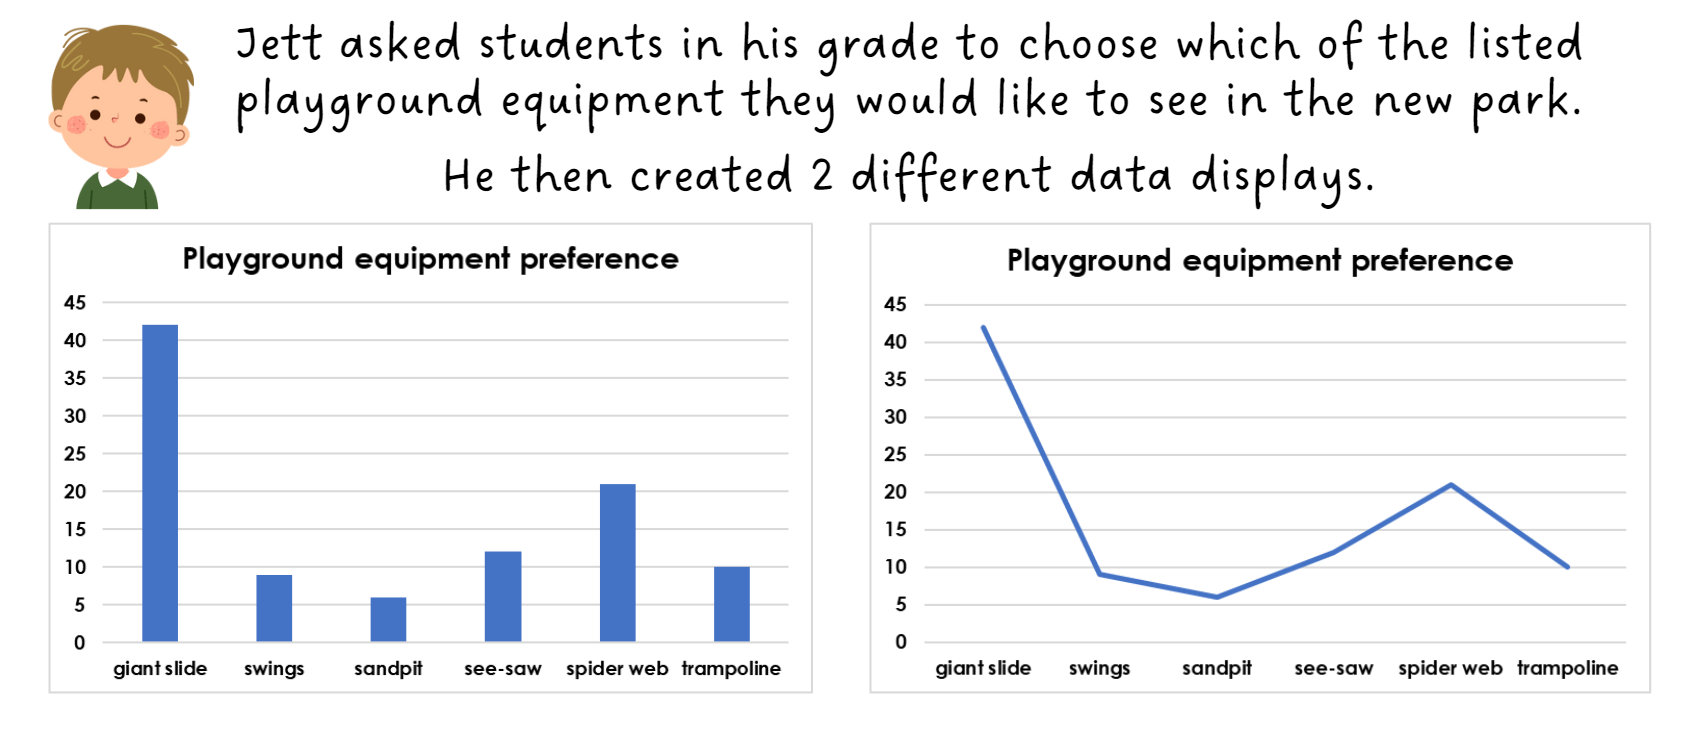 Jett asked students in his grade to choose which of the listed
playground equipment they would like to see in the new park.
He then created 2 different data displays.
Playground equipment preference
45
40
35
30
25
20
15
10
5
0
giant slide swings sandpit see-saw spider web trampoline
Playground equipment preference
45
40
35
30
25
20
15
10
5
0
giant slide swings sandpit see-saw spider web trampoline